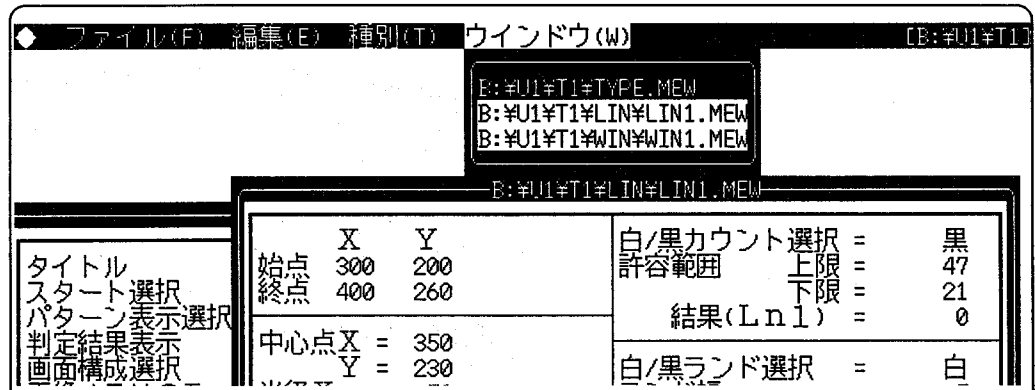 ファイル(F) 編集(E) 種別(T) ウインドウ(W) [B:¥U1¥T1]
B:¥U1¥T1¥TYPE.MEW
B:¥U1¥T1¥LIN¥LIN1.MEW
B:¥U1¥T1¥WIN¥WIN1.MEW
B:¥U1¥T1¥LIN¥LIN1.MEW
タイトル
スタート選択
パターン表示選択
判定結果表示
画面構成選択
X Y
始点 300 200
終点 400 260
中心点X = 350
Y = 230
白/黒カウント選択 = 黒
許容範囲 上限 = 47
下限 = 21
結果(Ln1) = 0
白/黒ランド選択 = 白